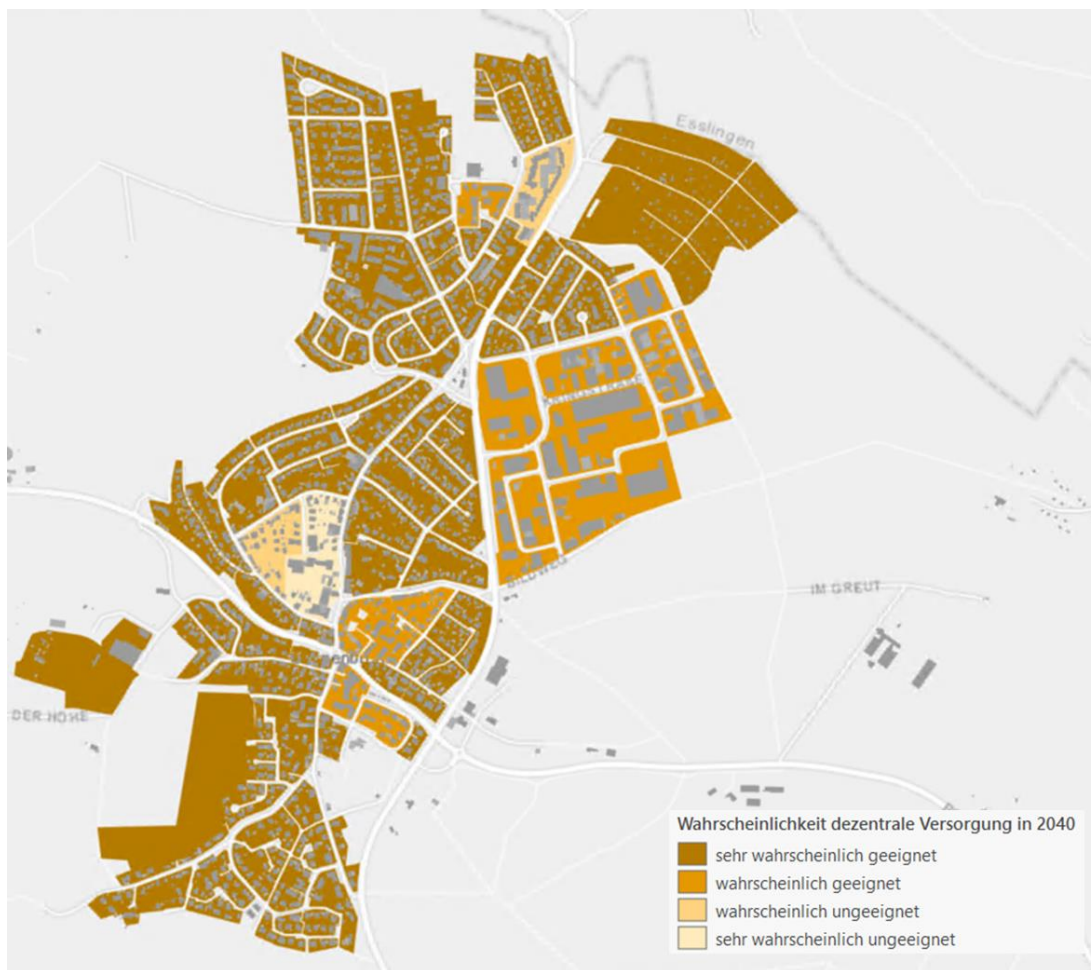 Esslingen
BILDWEG
IM GREUT
DER HÖHE
Wahrscheinlichkeit dezentrale Versorgung in 2040
sehr wahrscheinlich geeignet
wahrscheinlich geeignet
wahrscheinlich ungeeignet
sehr wahrscheinlich ungeeignet